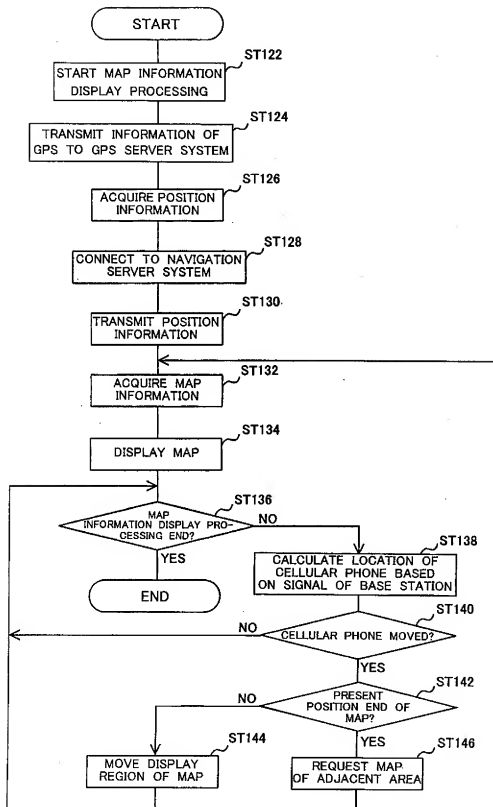 START
ST122
START MAP INFORMATION
DISPLAY PROCESSING
ST124
TRANSMIT INFORMATION OF
GPS TO GPS SERVER SYSTEM
ST126
ACQUIRE POSITION
INFORMATION
ST128
CONNECT TO NAVIGATION
SERVER SYSTEM
ST130
TRANSMIT POSITION
INFORMATION
ST132
ACQUIRE MAP
INFORMATION
ST134
DISPLAY MAP
ST136
MAP
INFORMATION DISPLAY PRO-
CESSING END?
NO
YES
END
ST138
CALCULATE LOCATION OF
CELLULAR PHONE BASED
ON SIGNAL OF BASE STATION
ST140
CELLULAR PHONE MOVED?
NO
YES
ST142
PRESENT
POSITION END OF
MAP?
NO
YES
ST144
MOVE DISPLAY
REGION OF MAP
ST146
REQUEST MAP
OF ADJACENT AREA